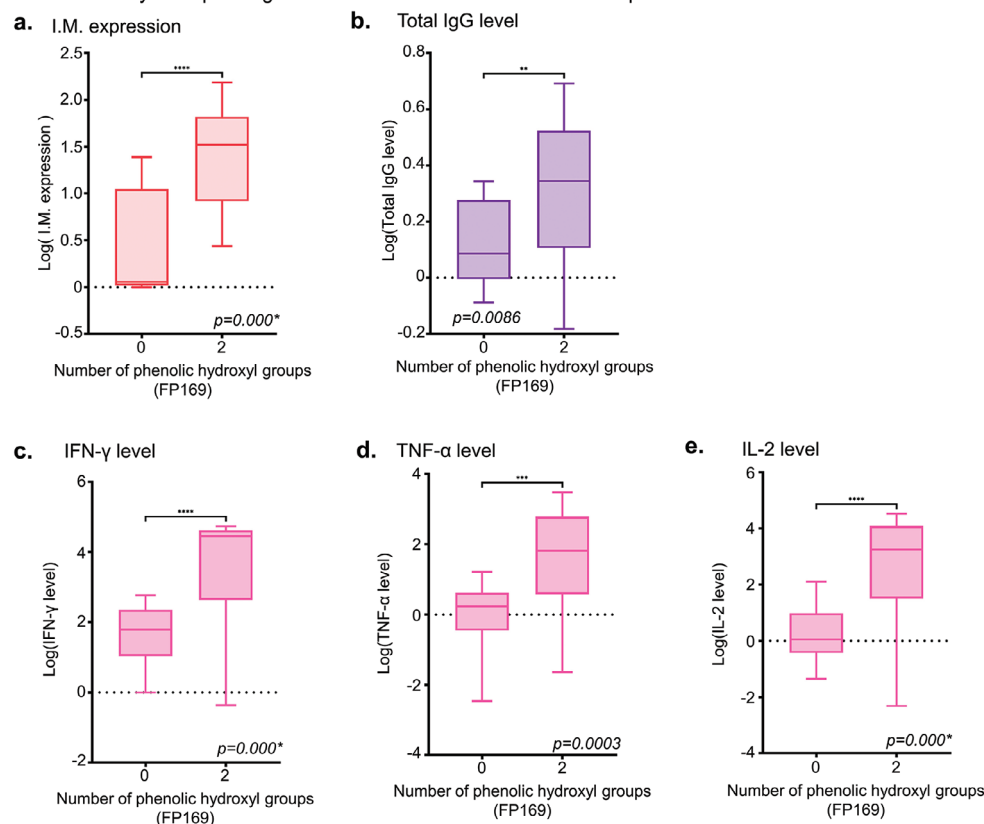 a. I.M. expression
2.5
2.0
1.5
1.0
0.5
0
-0.5
Log( I.M. expression )
****
p=0.000*
0 2
Number of phenolic hydroxyl groups
(FP169)
b. Total IgG level
0.8
0.6
0.4
0.2
0
-0.2
Log(Total IgG level)
**
p=0.0086
0 2
Number of phenolic hydroxyl groups
(FP169)
c. IFN-γ level
6
4
2
0
-2
Log(IFN-γ level)
****
p=0.000*
0 2
Number of phenolic hydroxyl groups
(FP169)
d. TNF-α level
4
2
0
-2
-4
Log(TNF-α level)
***
p=0.0003
0 2
Number of phenolic hydroxyl groups
(FP169)
e. IL-2 level
6
4
2
0
-2
-4
Log(IL-2 level)
****
p=0.000*
0 2
Number of phenolic hydroxyl groups
(FP169)